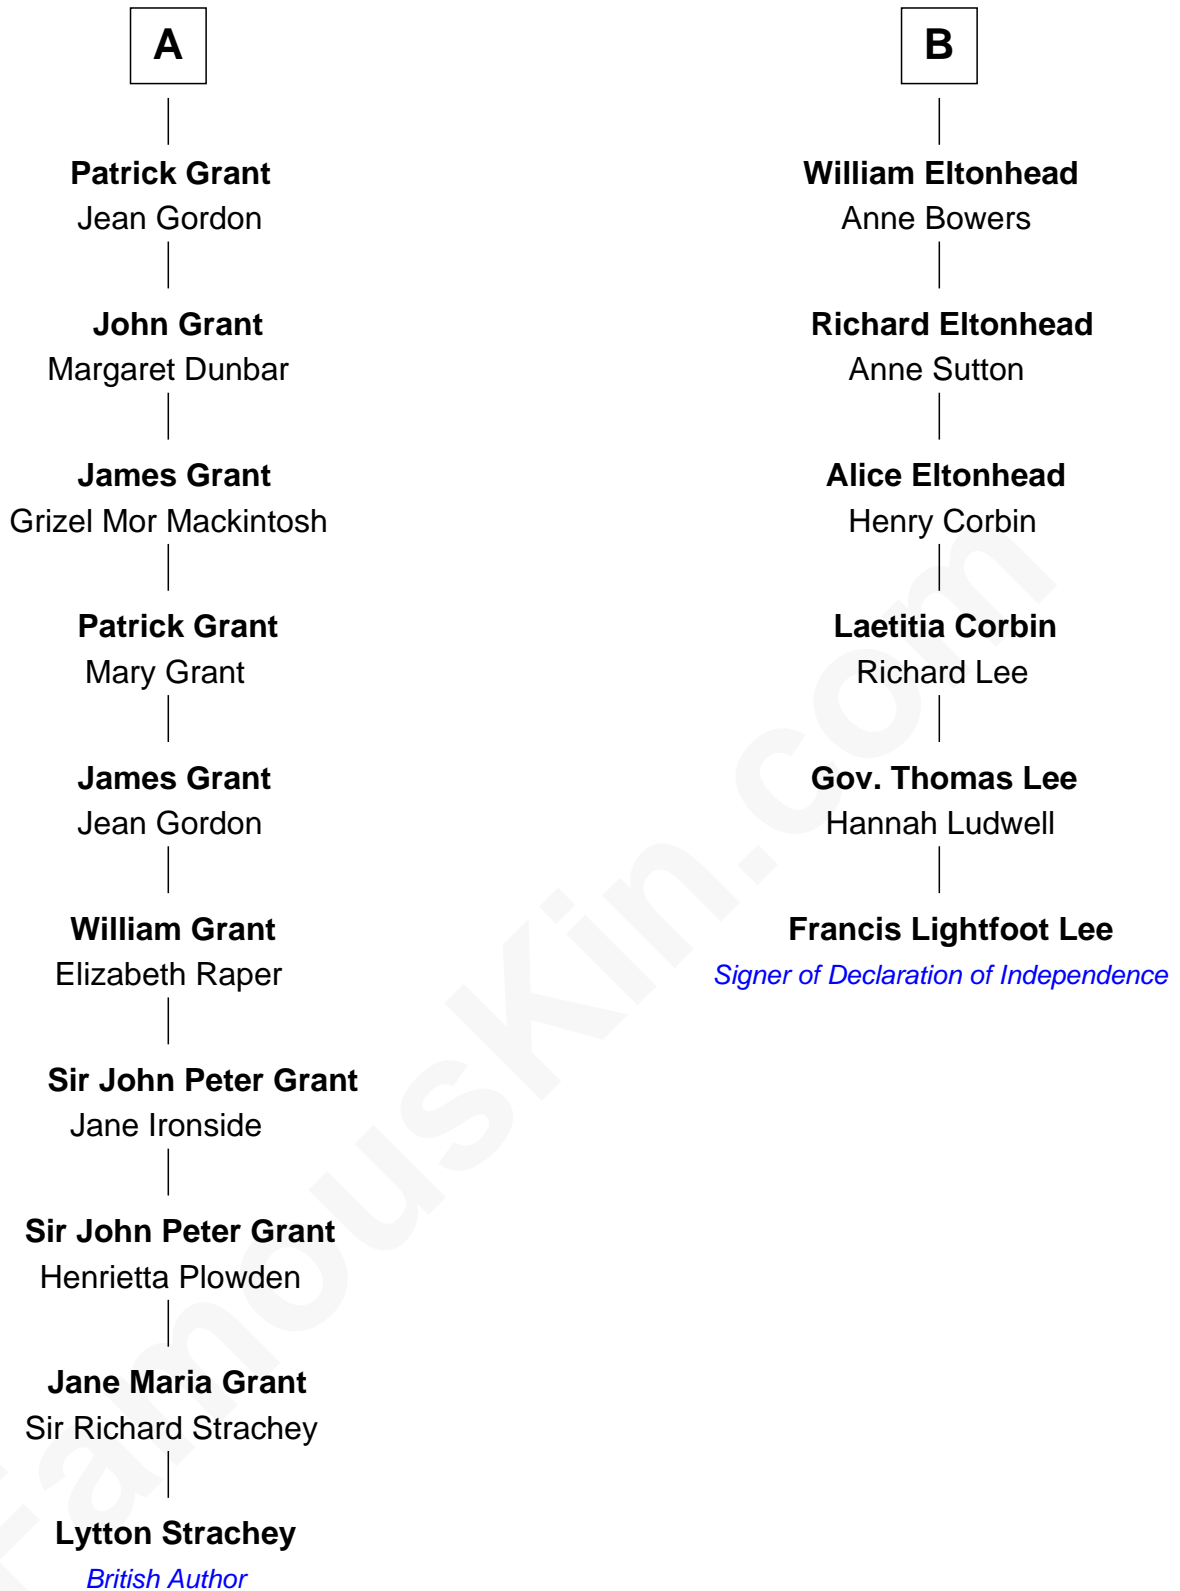 A
Patrick Grant
Jean Gordon
John Grant
Margaret Dunbar
James Grant
Grizel Mor Mackintosh
Patrick Grant
Mary Grant
James Grant
Jean Gordon
William Grant
Elizabeth Raper
Sir John Peter Grant
Jane Ironside
Sir John Peter Grant
Henrietta Plowden
Jane Maria Grant
Sir Richard Strachey
Lytton Strachey
British Author
B
William Eltonhead
Anne Bowers
Richard Eltonhead
Anne Sutton
Alice Eltonhead
Henry Corbin
Laetitia Corbin
Richard Lee
Gov. Thomas Lee
Hannah Ludwell
Francis Lightfoot Lee
Signer of Declaration of Independence
FamousKin.com